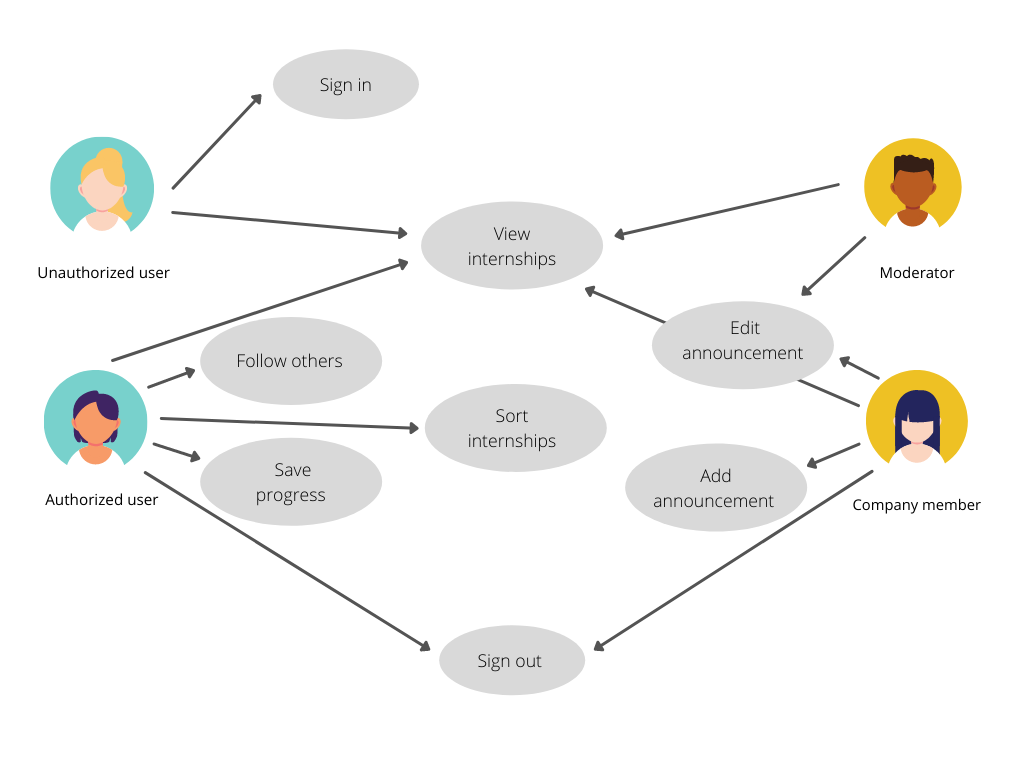 Sign in
Unauthorized user
View
internships
Moderator
Follow others
Edit
announcement
Authorized user
Sort
internships
Save
progress
Add
announcement
Company member
Sign out